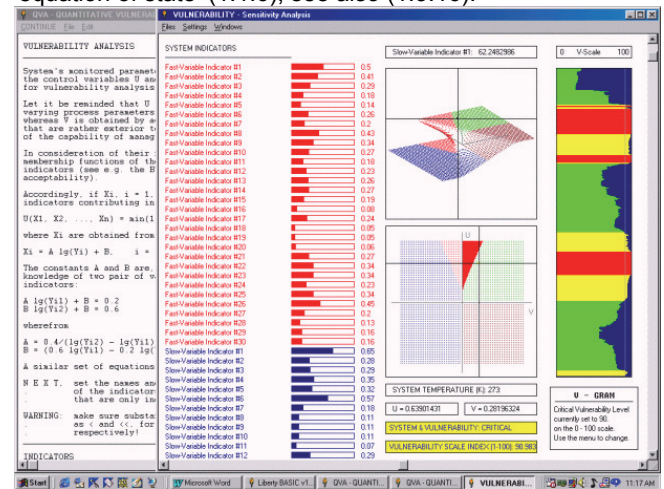 QVA - QUANTITATIVE VULNERAB
CONTINUE File Edit
VULNERABILITY ANALYSIS
System's monitored paramet
the control variables U an
for vulnerability analysis
Let it be reminded that U
varying process parameters
whereas V is obtained by a
that are rather exterior t
of the capability of manag
In consideration of their
membership functions of th
indicators (see e.g. the B
acceptability).
Accordingly, if Xi, i = 1,
indicators contributing in
U(X1, X2, ..., Xn) = min(1
where Xi are obtained from
Xi = A lg(Yi) + B, i =
The constants A and B are,
knowledge of two pair of v
indicators:
A lg(Yi1) + B = 0.2
B lg(Yi2) + B = 0.6
wherefrom
A = 0.4/(lg(Yi2) - lg(Yi1)
B = (0.6 lg(Yi1) - 0.2 lg(
A similar set of equations
N E X T, set the names an
of the indicator
that are only in
WARNING: make sure substa
as < and <<, for
respectively!
INDICATORS
VULNERABILITY - Sensitivity Analysis
Files Settings Windows
SYSTEM INDICATORS
Fast-Variable Indicator #1 0.5
Fast-Variable Indicator #2 0.41
Fast-Variable Indicator #3 0.29
Fast-Variable Indicator #4 0.18
Fast-Variable Indicator #5 0.14
Fast-Variable Indicator #6 0.26
Fast-Variable Indicator #7 0.2
Fast-Variable Indicator #8 0.43
Fast-Variable Indicator #9 0.34
Fast-Variable Indicator #10 0.27
Fast-Variable Indicator #11 0.18
Fast-Variable Indicator #12 0.23
Fast-Variable Indicator #13 0.26
Fast-Variable Indicator #14 0.27
Fast-Variable Indicator #15 0.19
Fast-Variable Indicator #16 0.08
Fast-Variable Indicator #17 0.24
Fast-Variable Indicator #18 0.05
Fast-Variable Indicator #19 0.05
Fast-Variable Indicator #20 0.06
Fast-Variable Indicator #21 0.27
Fast-Variable Indicator #22 0.34
Fast-Variable Indicator #23 0.34
Fast-Variable Indicator #24 0.23
Fast-Variable Indicator #25 0.34
Fast-Variable Indicator #26 0.45
Fast-Variable Indicator #27 0.2
Fast-Variable Indicator #28 0.13
Fast-Variable Indicator #29 0.16
Fast-Variable Indicator #30 0.16
Slow-Variable Indicator #1 0.65
Slow-Variable Indicator #2 0.28
Slow-Variable Indicator #3 0.29
Slow-Variable Indicator #4 0.35
Slow-Variable Indicator #5 0.32
Slow-Variable Indicator #6 0.57
Slow-Variable Indicator #7 0.18
Slow-Variable Indicator #8 0.11
Slow-Variable Indicator #9 0.11
Slow-Variable Indicator #10 0.11
Slow-Variable Indicator #11 0.07
Slow-Variable Indicator #12 0.29
Slow-Variable Indicator #1: 62.2482986
U
V
SYSTEM TEMPERATURE (K): 273
U = 0.63901431 V = 0.28196324
SYSTEM & VULNERABILITY: CRITICAL
VULNERABILITY SCALE INDEX (1-100): 90.983
0 V-Scale 100
V - GRAM
Critical Vulnerability Level
currently set to 90.
on the 0 - 100 scale.
Use the menu to change.
Start Microsoft Word Liberty BASIC v1... QVA - QUANTI... QVA - QUANTI... VULNERABI... 11:17 AM